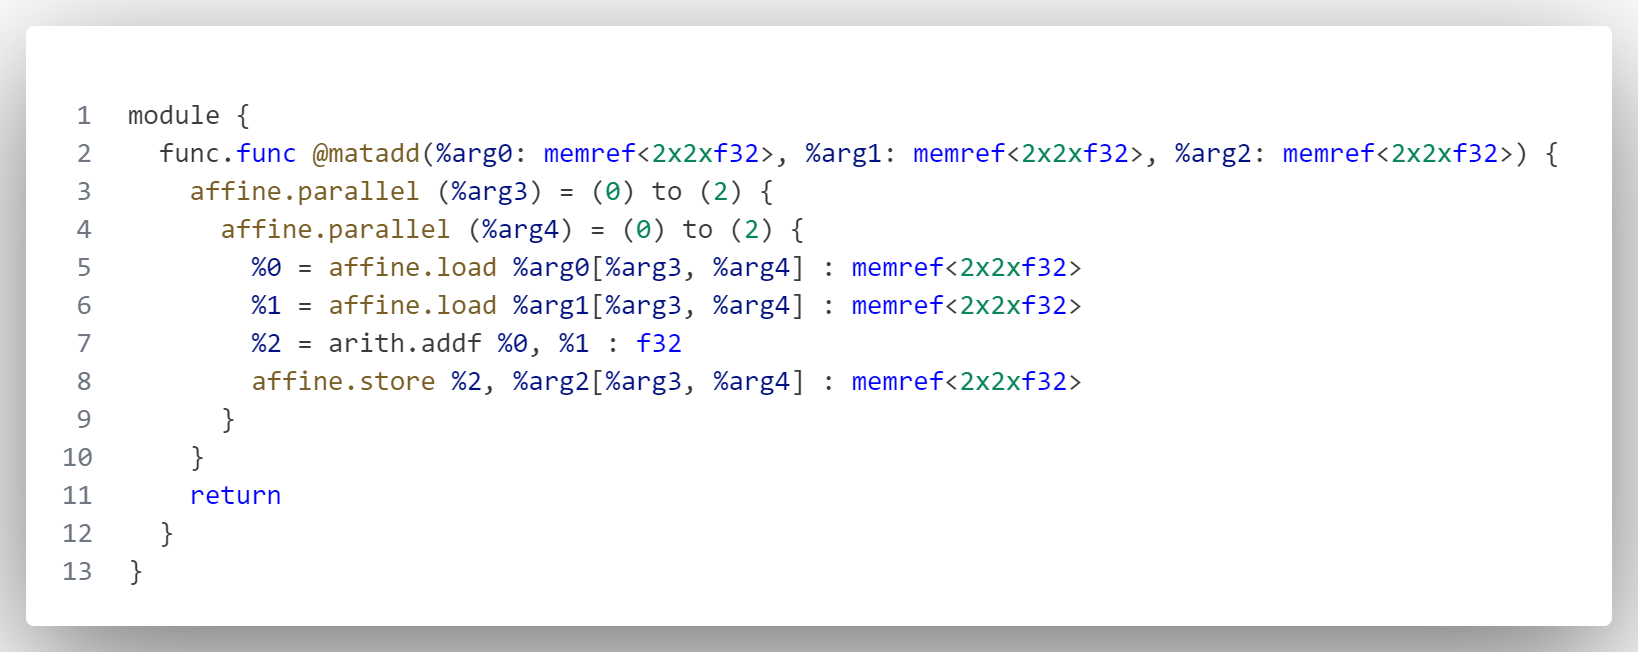 1 module {
2   func.func @matadd(%arg0: memref<2x2xf32>, %arg1: memref<2x2xf32>, %arg2: memref<2x2xf32>) {
3     affine.parallel (%arg3) = (0) to (2) {
4       affine.parallel (%arg4) = (0) to (2) {
5         %0 = affine.load %arg0[%arg3, %arg4] : memref<2x2xf32>
6         %1 = affine.load %arg1[%arg3, %arg4] : memref<2x2xf32>
7         %2 = arith.addf %0, %1 : f32
8         affine.store %2, %arg2[%arg3, %arg4] : memref<2x2xf32>
9       }
10     }
11     return
12   }
13 }